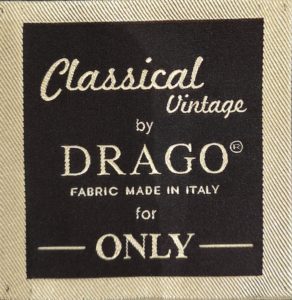 Classical
Vintage
by
DRAGO®
FABRIC MADE IN ITALY
for
ONLY